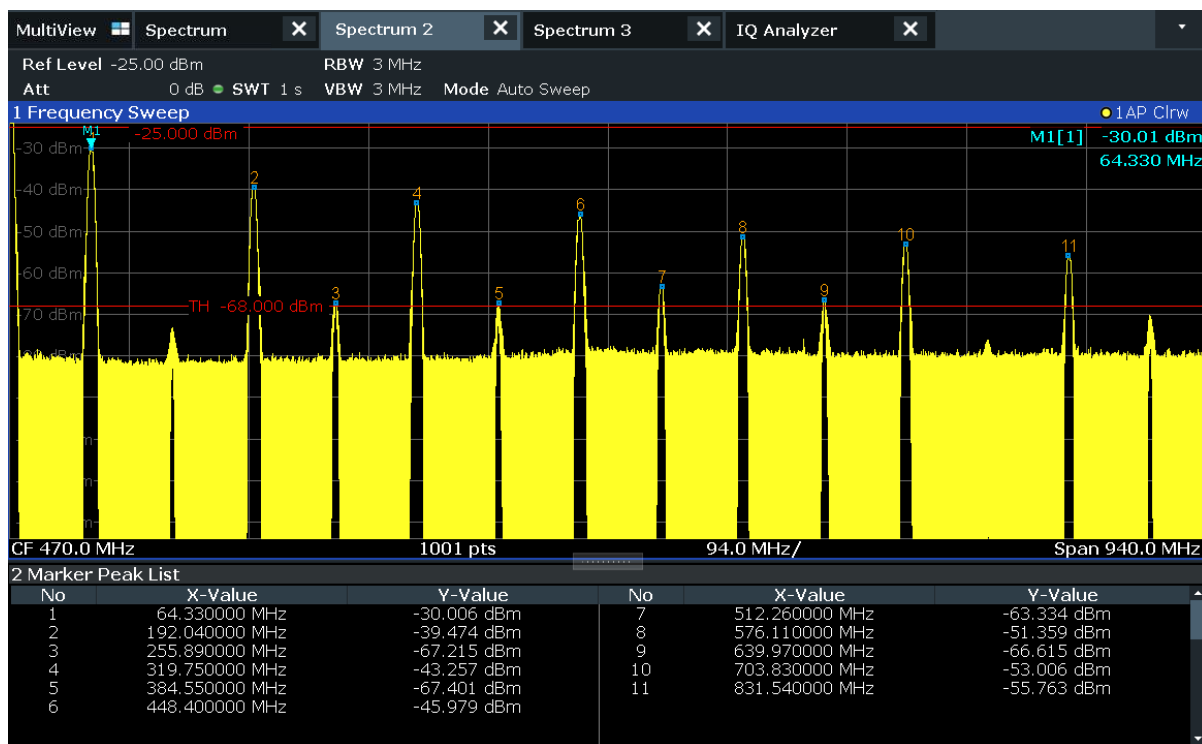 MultiView Spectrum Spectrum 2 Spectrum 3 IQ Analyzer
Ref Level -25.00 dBm RBW 3 MHz
Att 0 dB SWT 1 s VBW 3 MHz Mode Auto Sweep
1 Frequency Sweep 1AP Clrw
M1 -25.000 dBm M1[1] -30.01 dBm
-30 dBm 64.330 MHz
2
-40 dBm 4
6
-50 dBm 8 10
11
-60 dBm 7
3 5 9
TH -68.000 dBm
-70 dBm
CF 470.0 MHz 1001 pts 94.0 MHz/ Span 940.0 MHz
2 Marker Peak List
No X-Value Y-Value No X-Value Y-Value
1 64.330000 MHz -30.006 dBm 7 512.260000 MHz -63.334 dBm
2 192.040000 MHz -39.474 dBm 8 576.110000 MHz -51.359 dBm
3 255.890000 MHz -67.215 dBm 9 639.970000 MHz -66.615 dBm
4 319.750000 MHz -43.257 dBm 10 703.830000 MHz -53.006 dBm
5 384.550000 MHz -67.401 dBm 11 831.540000 MHz -55.763 dBm
6 448.400000 MHz -45.979 dBm